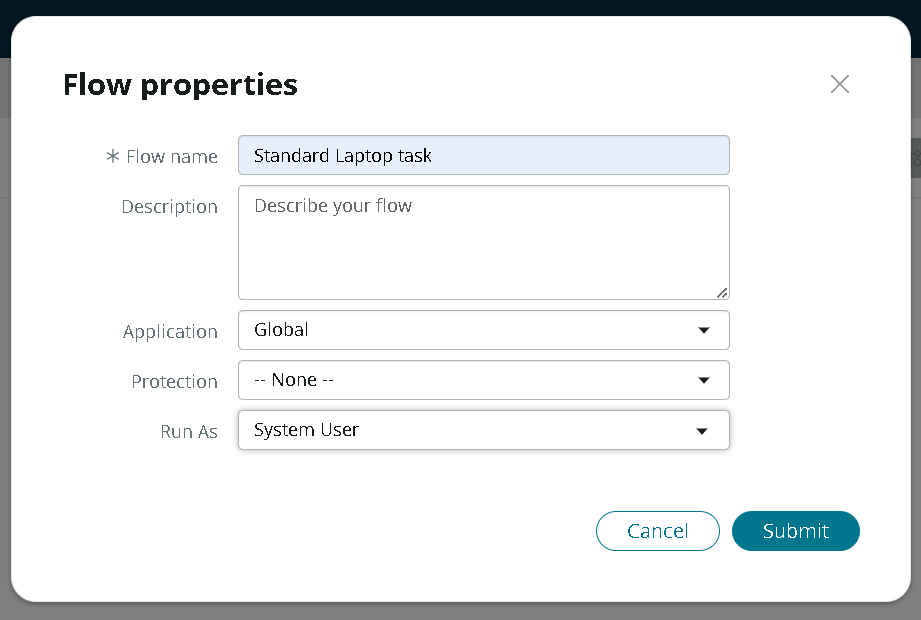 Flow properties
* Flow name
Standard Laptop task
Description
Describe your flow
Application
Global
Protection
-- None --
Run As
System User
Cancel
Submit